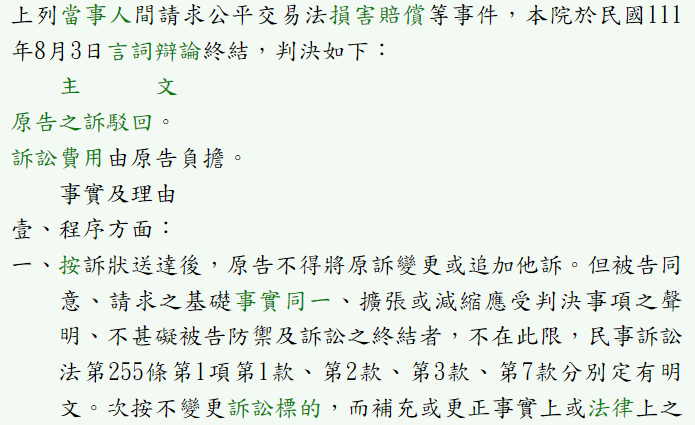 上列當事人間請求公平交易法損害賠償等事件，本院於民國111
年8月3日言詞辯論終結，判決如下：
主　　　文
原告之訴駁回。
訴訟費用由原告負擔。
事實及理由
壹、程序方面：
一、按訴狀送達後，原告不得將原訴變更或追加他訴。但被告同
意、請求之基礎事實同一、擴張或減縮應受判決事項之聲
明、不甚礙被告防禦及訴訟之終結者，不在此限，民事訴訟
法第255條第1項第1款、第2款、第3款、第7款分別定有明
文。次按不變更訴訟標的，而補充或更正事實上或法律上之